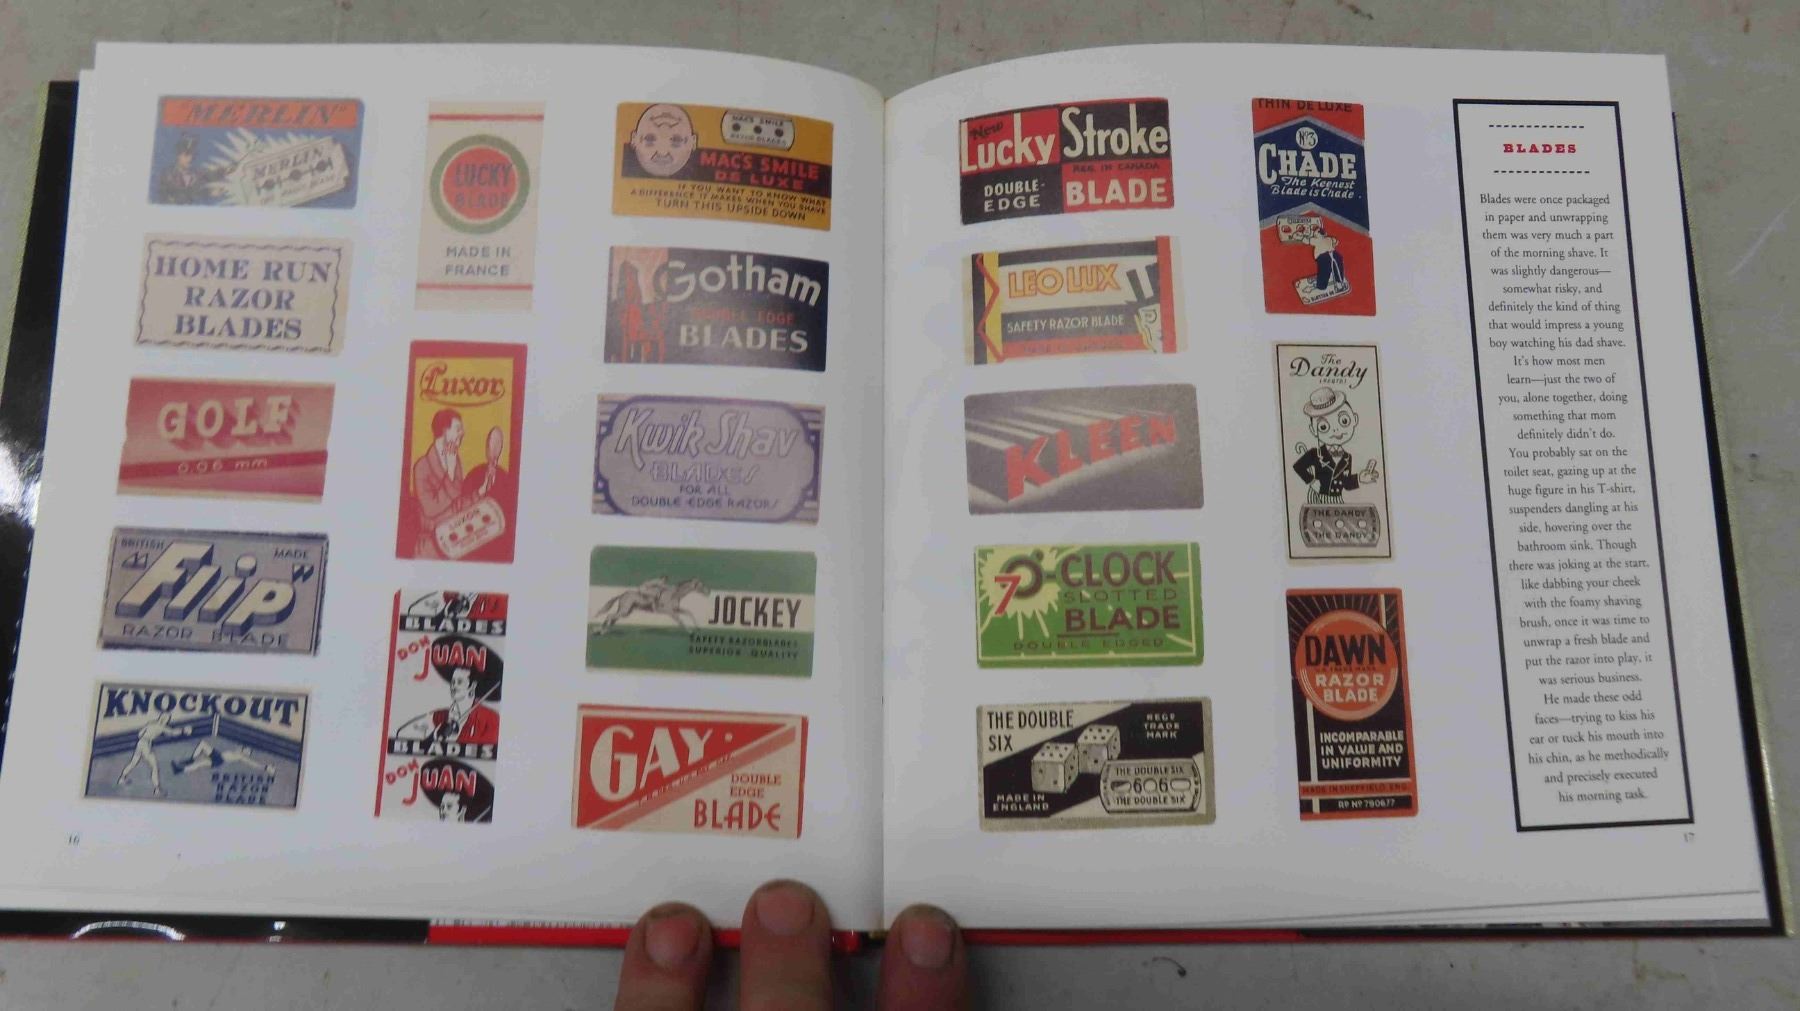 "MERLIN"
MERLIN
HOME RUN
RAZOR
BLADES
GOLF
0,06 mm
BRITISH
MADE
"Flip"
RAZOR BLADE
KNOCKOUT
BRITISH
RAZOR
BLADE
16
LUCKY
BLADE
MADE IN
FRANCE
Luxor
LUXOR
BLADES
DON
JUAN
BLADES
DON
JUAN
MAC'S SMILE
RAZOR BLADES
MAC'S SMILE
DE LUXE
IF YOU WANT TO KNOW WHAT
A DIFFERENCE IT MAKES WHEN YOU SHAVE
TURN THIS UPSIDE DOWN
Gotham
DOUBLE EDGE
BLADES
Kwik Shav
BLADES
FOR ALL
DOUBLE EDGE RAZORS
JOCKEY
SAFETY RAZORBLADES
SUPERIOR QUALITY
GAY
DOUBLE
EDGE
BLADE
New
Lucky Stroke
REG. IN CANADA
DOUBLE-
EDGE
BLADE
LEO LUX
SAFETY RAZOR BLADE
KLEEN
7 O'CLOCK
SLOTTED
BLADE
DOUBLE EDGED
THE DOUBLE
SIX
REGD
TRADE
MARK
MADE IN
ENGLAND
THE DOUBLE SIX
THE DOUBLE SIX
THIN DE LUXE
No 3
CHADE
The Keenest
Blade is Chade.
The
Dandy
THE DANDY
THE DANDY
DAWN
RAZOR
BLADE
INCOMPARABLE
IN VALUE AND
UNIFORMITY
MADE IN SHEFFIELD. ENG.
RP No 790677
BLADES
Blades were once packaged
in paper and unwrapping
them was very much a part
of the morning shave. It
was slightly dangerous—
somewhat risky, and
definitely the kind of thing
that would impress a young
boy watching his dad shave.
It's how most men
learn—just the two of
you, alone together, doing
something that mom
definitely didn't do.
You probably sat on the
toilet seat, gazing up at the
huge figure in his T-shirt,
suspenders dangling at his
side, hovering over the
bathroom sink. Though
there was joking at the start,
like dabbing your cheek
with the foamy shaving
brush, once it was time to
unwrap a fresh blade and
put the razor into play, it
was serious business.
He made these odd
faces—trying to kiss his
ear or tuck his mouth into
his chin, as he methodically
and precisely executed
his morning task.
17